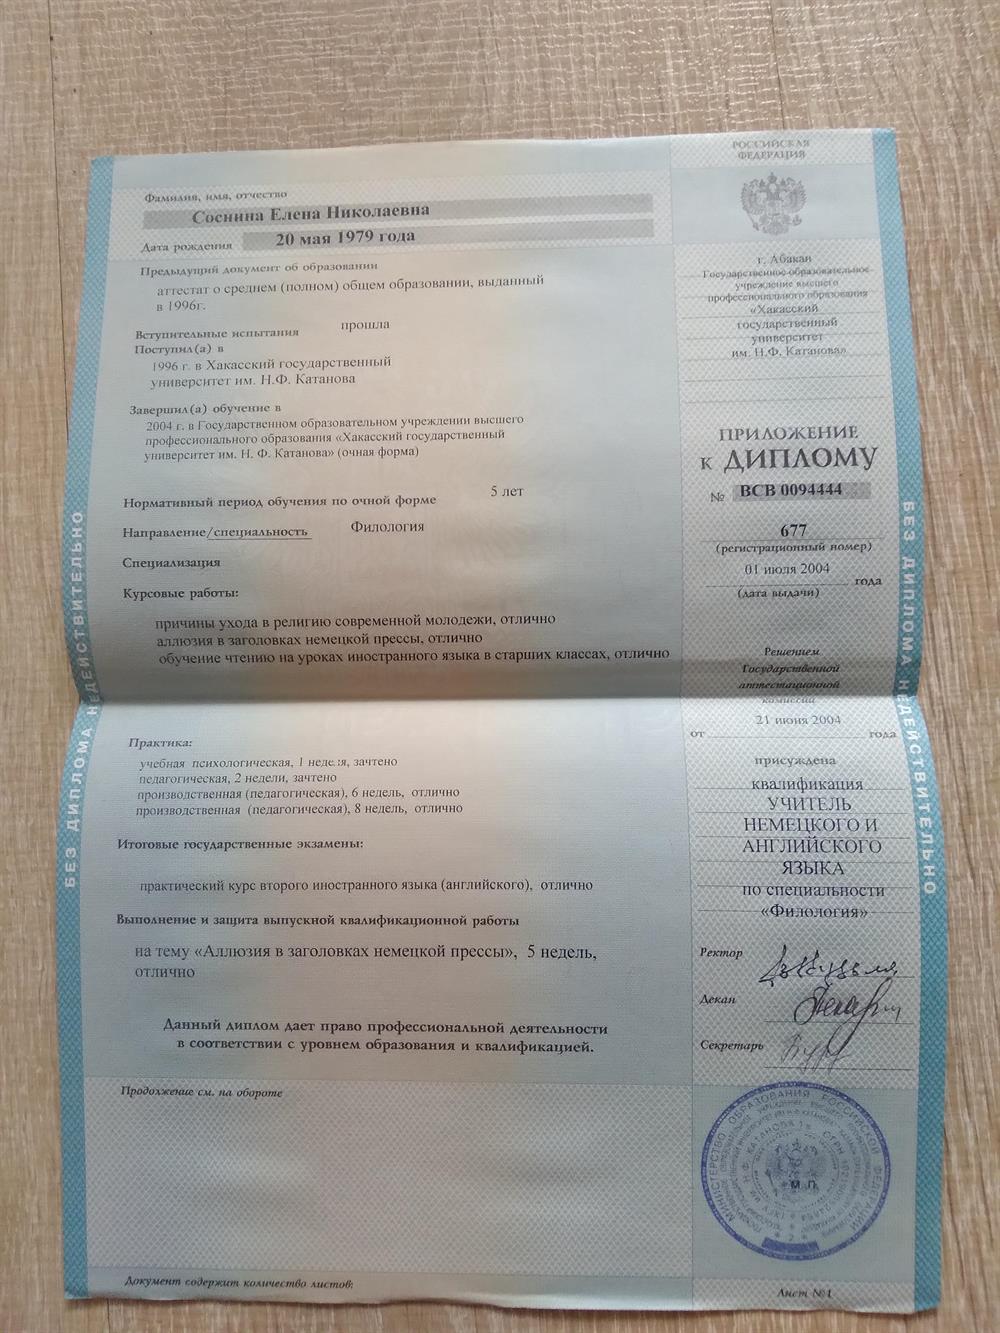 Фамилия, имя, отчество
Соснина Елена Николаевна
Дата рождения 20 мая 1979 года
Предыдущий документ об образовании
аттестат о среднем (полном) общем образовании, выданный
в 1996г.
Вступительные испытания прошла
Поступил(а) в
1996 г. в Хакасский государственный
университет им. Н.Ф. Катанова
Завершил(а) обучение в
2004 г. в Государственном образовательном учреждении высшего
профессионального образования «Хакасский государственный
университет им. Н. Ф. Катанова» (очная форма)
Нормативный период обучения по очной форме 5 лет
Направление/специальность Филология
Специализация
Курсовые работы:
причины ухода в религию современной молодежи, отлично
аллюзия в заголовках немецкой прессы, отлично
обучение чтению на уроках иностранного языка в старших классах, отлично
Практика:
учебная психологическая, 1 неделя, зачтено
педагогическая, 2 недели, зачтено
производственная (педагогическая), 6 недель, отлично
производственная (педагогическая), 8 недель, отлично
Итоговые государственные экзамены:
практический курс второго иностранного языка (английского), отлично
Выполнение и защита выпускной квалификационной работы
на тему «Аллюзия в заголовках немецкой прессы», 5 недель,
отлично
Данный диплом дает право профессиональной деятельности
в соответствии с уровнем образования и квалификацией.
Продолжение см. на обороте
Документ содержит количество листов:
РОССИЙСКАЯ
ФЕДЕРАЦИЯ
г. Абакан
Государственное образовательное
учреждение высшего
профессионального образования
«Хакасский
государственный
университет
им. Н.Ф. Катанова»
ПРИЛОЖЕНИЕ
к ДИПЛОМУ
№ ВСВ 0094444
677
(регистрационный номер)
01 июля 2004 года
(дата выдачи)
Решением
Государственной
аттестационной
комиссии
от 21 июня 2004 года
присуждена
квалификация
УЧИТЕЛЬ
НЕМЕЦКОГО И
АНГЛИЙСКОГО
ЯЗЫКА
по специальности
«Филология»
Ректор
Декан
Секретарь
МИНИСТЕРСТВО ОБРАЗОВАНИЯ РОССИЙСКОЙ ФЕДЕРАЦИИ
М.П.
Лист №1
БЕЗ ДИПЛОМА НЕДЕЙСТВИТЕЛЬНО
БЕЗ ДИПЛОМА НЕДЕЙСТВИТЕЛЬНО